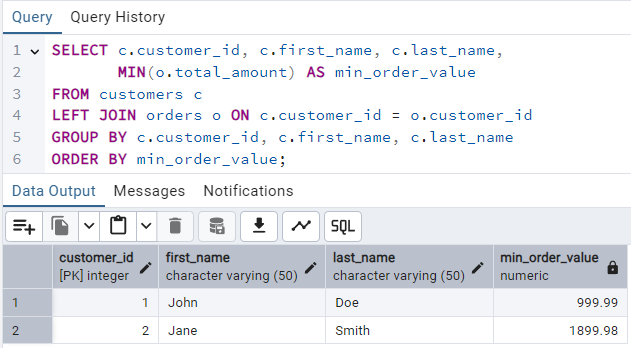 Query Query History
1 SELECT c.customer_id, c.first_name, c.last_name,
2 MIN(o.total_amount) AS min_order_value
3 FROM customers c
4 LEFT JOIN orders o ON c.customer_id = o.customer_id
5 GROUP BY c.customer_id, c.first_name, c.last_name
6 ORDER BY min_order_value;
Data Output Messages Notifications
SQL
customer_id first_name last_name min_order_value
[PK] integer character varying (50) character varying (50) numeric
1 1 John Doe 999.99
2 2 Jane Smith 1899.98